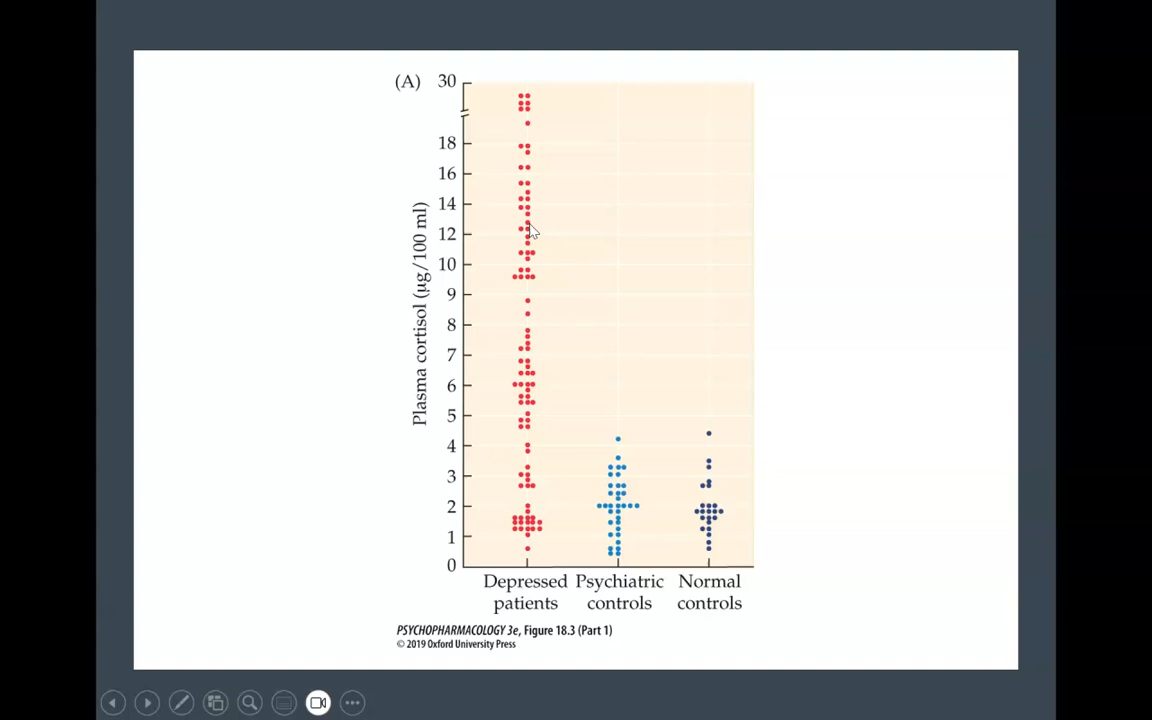 (A)
30
18
16
14
12
10
9
8
7
6
5
4
3
2
1
0
Plasma cortisol (μg/100 ml)
Depressed patients
Psychiatric controls
Normal controls
PSYCHOPHARMACOLOGY 3e, Figure 18.3 (Part 1)
© 2019 Oxford University Press